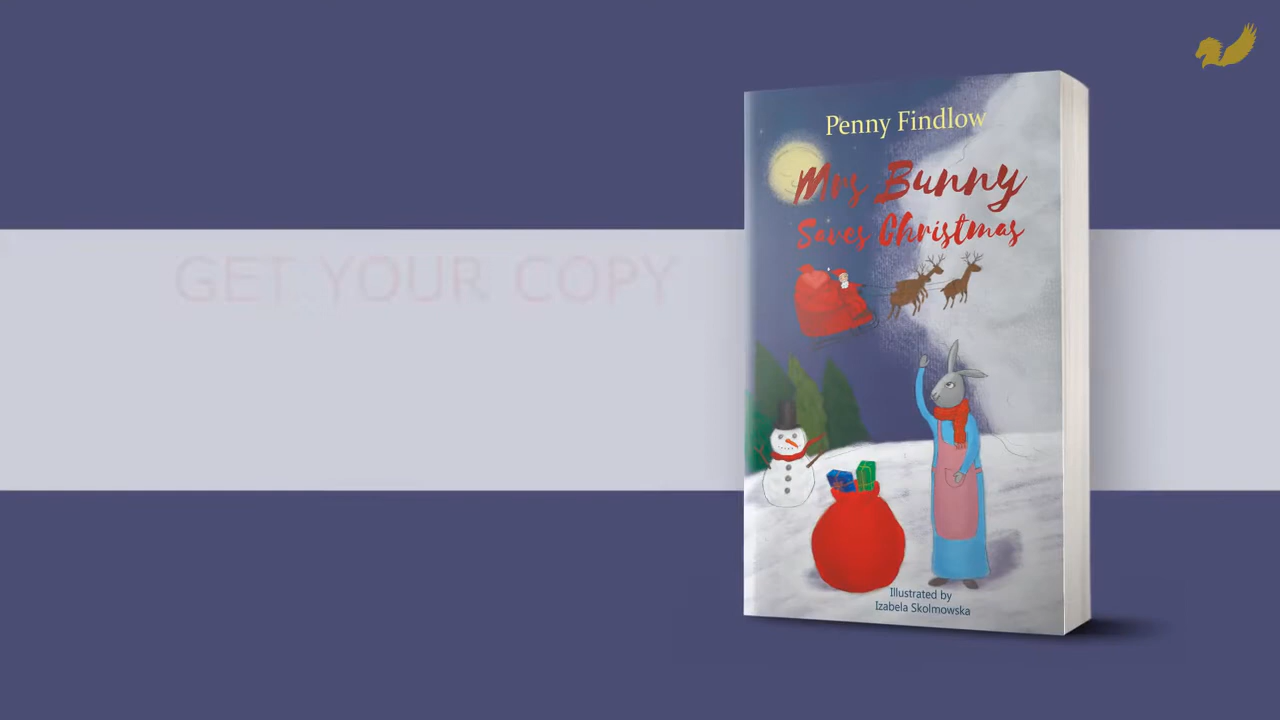 GET YOUR COPY
Penny Findlow
Mrs Bunny
Saves Christmas
Illustrated by
Izabela Skolmowska